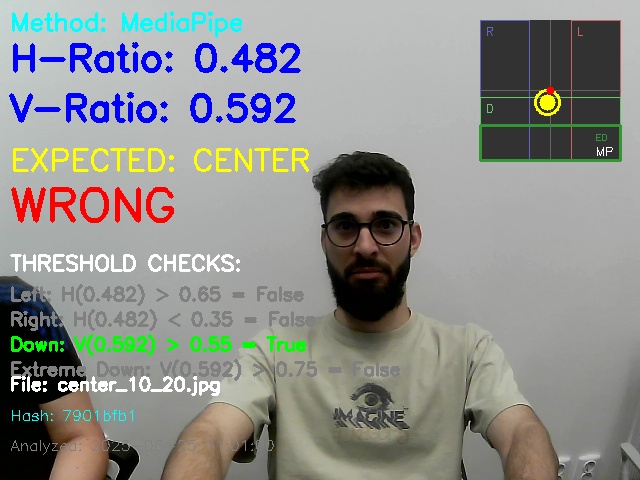 Method: MediaPipe
H-Ratio: 0.482
V-Ratio: 0.592
EXPECTED: CENTER
WRONG
THRESHOLD CHECKS:
Left: H(0.482) > 0.65 = False
Right: H(0.482) < 0.35 = False
Down: V(0.592) > 0.55 = True
Extreme Down: V(0.592) > 0.75 = False
File: center_10_20.jpg
Hash: 7901bfb1
Analyzed:
R
L
D
ED
MP
IMAGINE